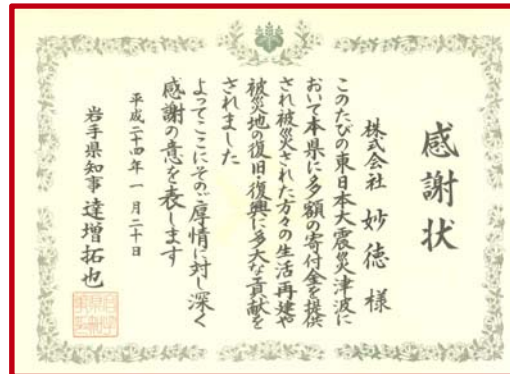 感謝状
株式会社 妙徳 様
このたびの東日本大震災津波に
おいて本県に多額の寄付金を提供
され被災された方々の生活再建や
被災地の復旧・復興に多大な貢献を
されました
よってここにそのご厚情に対し深く
感謝の意を表します
平成二十四年一月二十日
岩手県知事 達増拓也